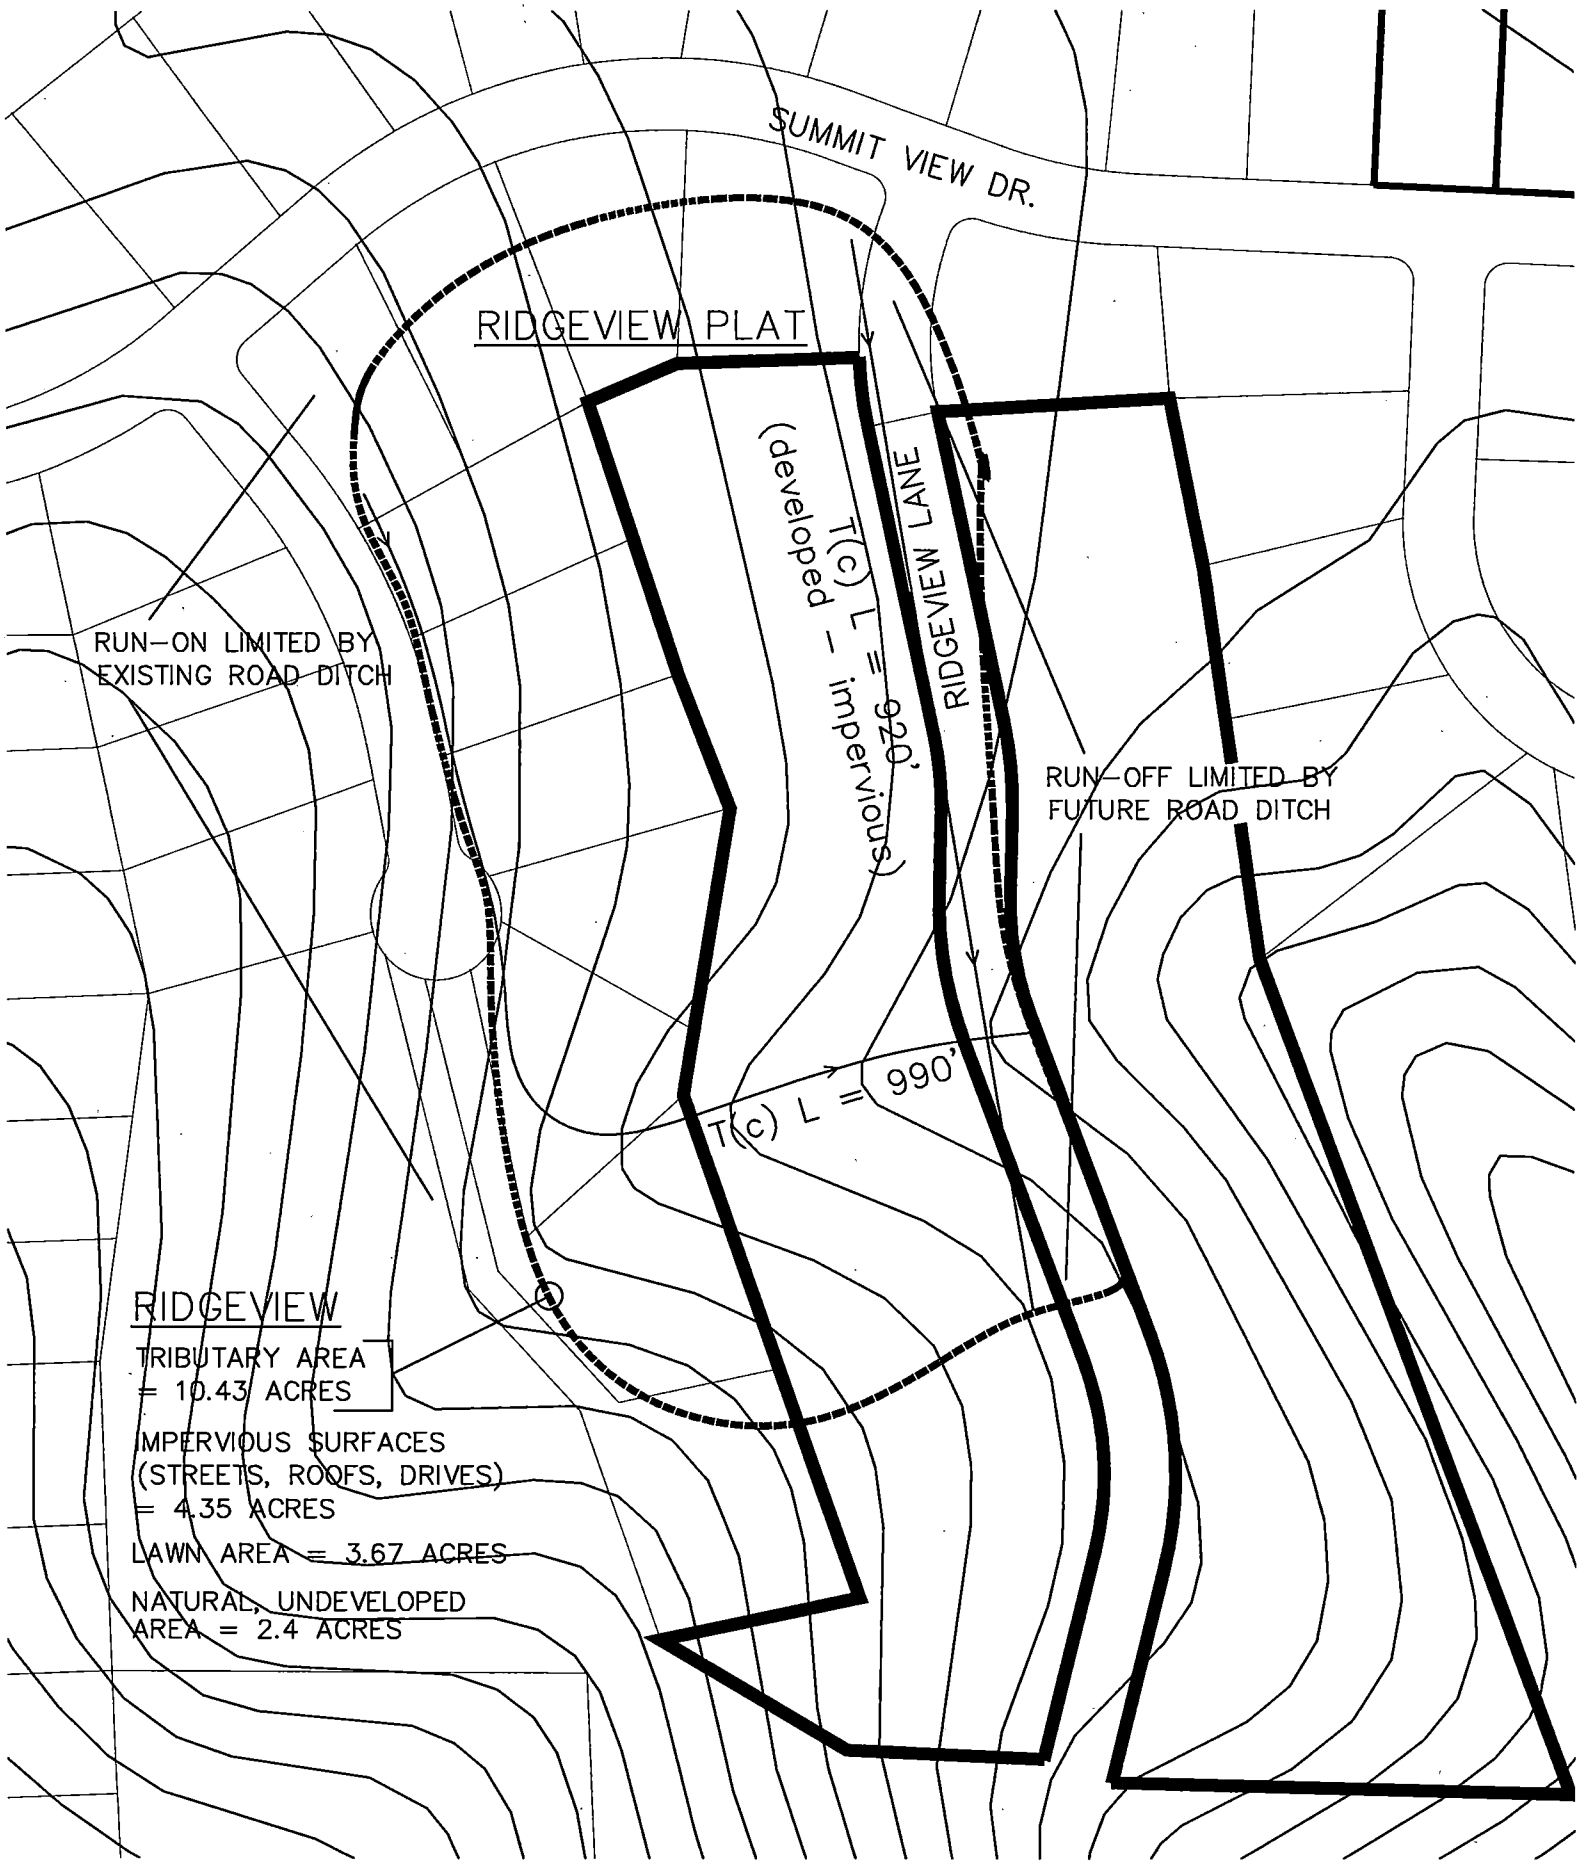 SUMMIT VIEW DR.
RIDGEVIEW PLAT
T(c) L = 920'
(developed – impervious)
RIDGEVIEW LANE
RUN-ON LIMITED BY
EXISTING ROAD DITCH
RUN-OFF LIMITED BY
FUTURE ROAD DITCH
T(c) L = 990'
RIDGEVIEW
TRIBUTARY AREA
= 10.43 ACRES
IMPERVIOUS SURFACES
(STREETS, ROOFS, DRIVES)
= 4.35 ACRES
LAWN AREA = 3.67 ACRES
NATURAL, UNDEVELOPED
AREA = 2.4 ACRES